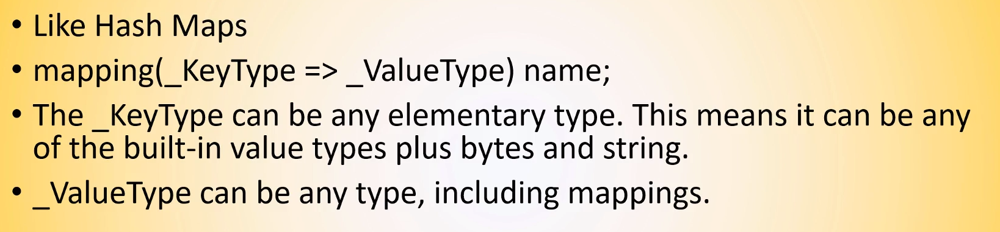 • Like Hash Maps
• mapping(_KeyType => _ValueType) name;
• The _KeyType can be any elementary type. This means it can be any
of the built-in value types plus bytes and string.
• _ValueType can be any type, including mappings.